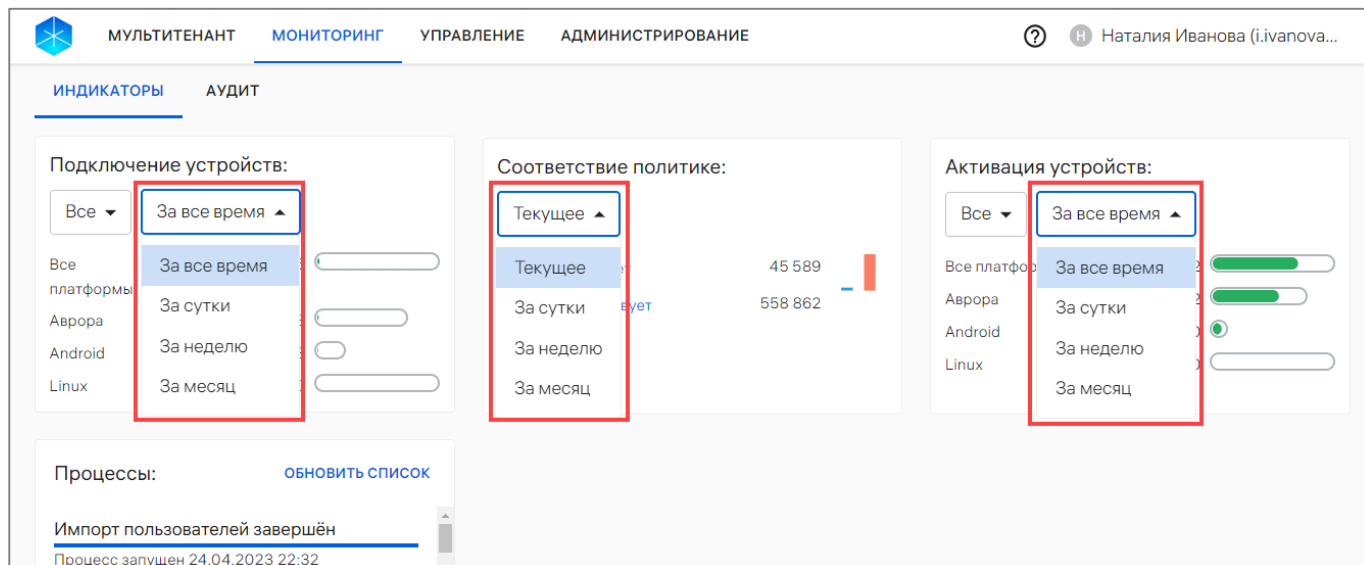 МУЛЬТИТЕНАНТ МОНИТОРИНГ УПРАВЛЕНИЕ АДМИНИСТРИРОВАНИЕ ? Н Наталия Иванова (i.ivanova...
ИНДИКАТОРЫ АУДИТ
Подключение устройств:
Все За все время
Все платформы
За все время
За сутки
Аврора
За неделю
Android
За месяц
Linux
Соответствие политике:
Текущее
Текущее 45 589
За сутки 558 862
За неделю
За месяц
Активация устройств:
Все За все время
За все время
Аврора За сутки
Android За неделю
Linux За месяц
Процессы: ОБНОВИТЬ СПИСОК
Импорт пользователей завершён
Процесс запущен 24.04.2023 22:32